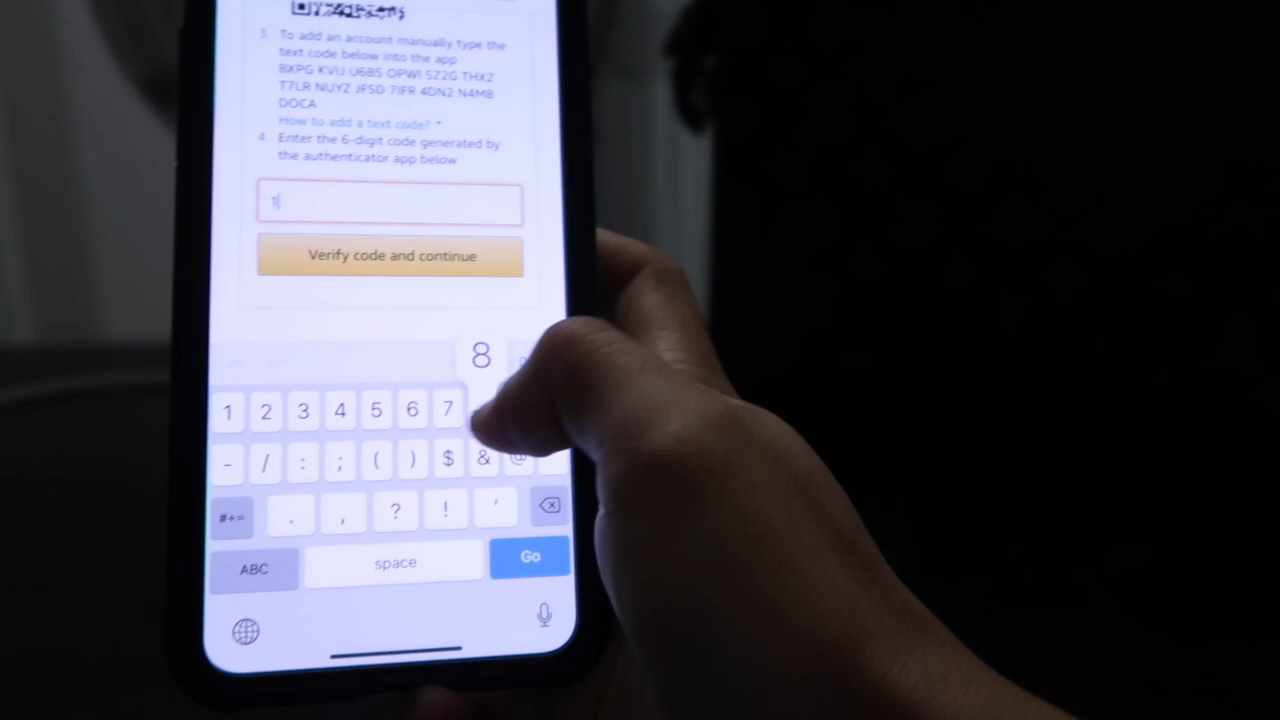 3. To add an account manually type the
text code below into the app
BXPG KVIJ U6B5 OPWI 5Z2G THXZ
T7LR NUYZ JF5D 7IFR 4DN2 N4MB
DOCA
How to add a text code?
4. Enter the 6-digit code generated by
the authenticator app below
1
Verify code and continue
8
1 2 3 4 5 6 7
- / : ; ( ) $ & @
#+= . , ? ! '
ABC space Go